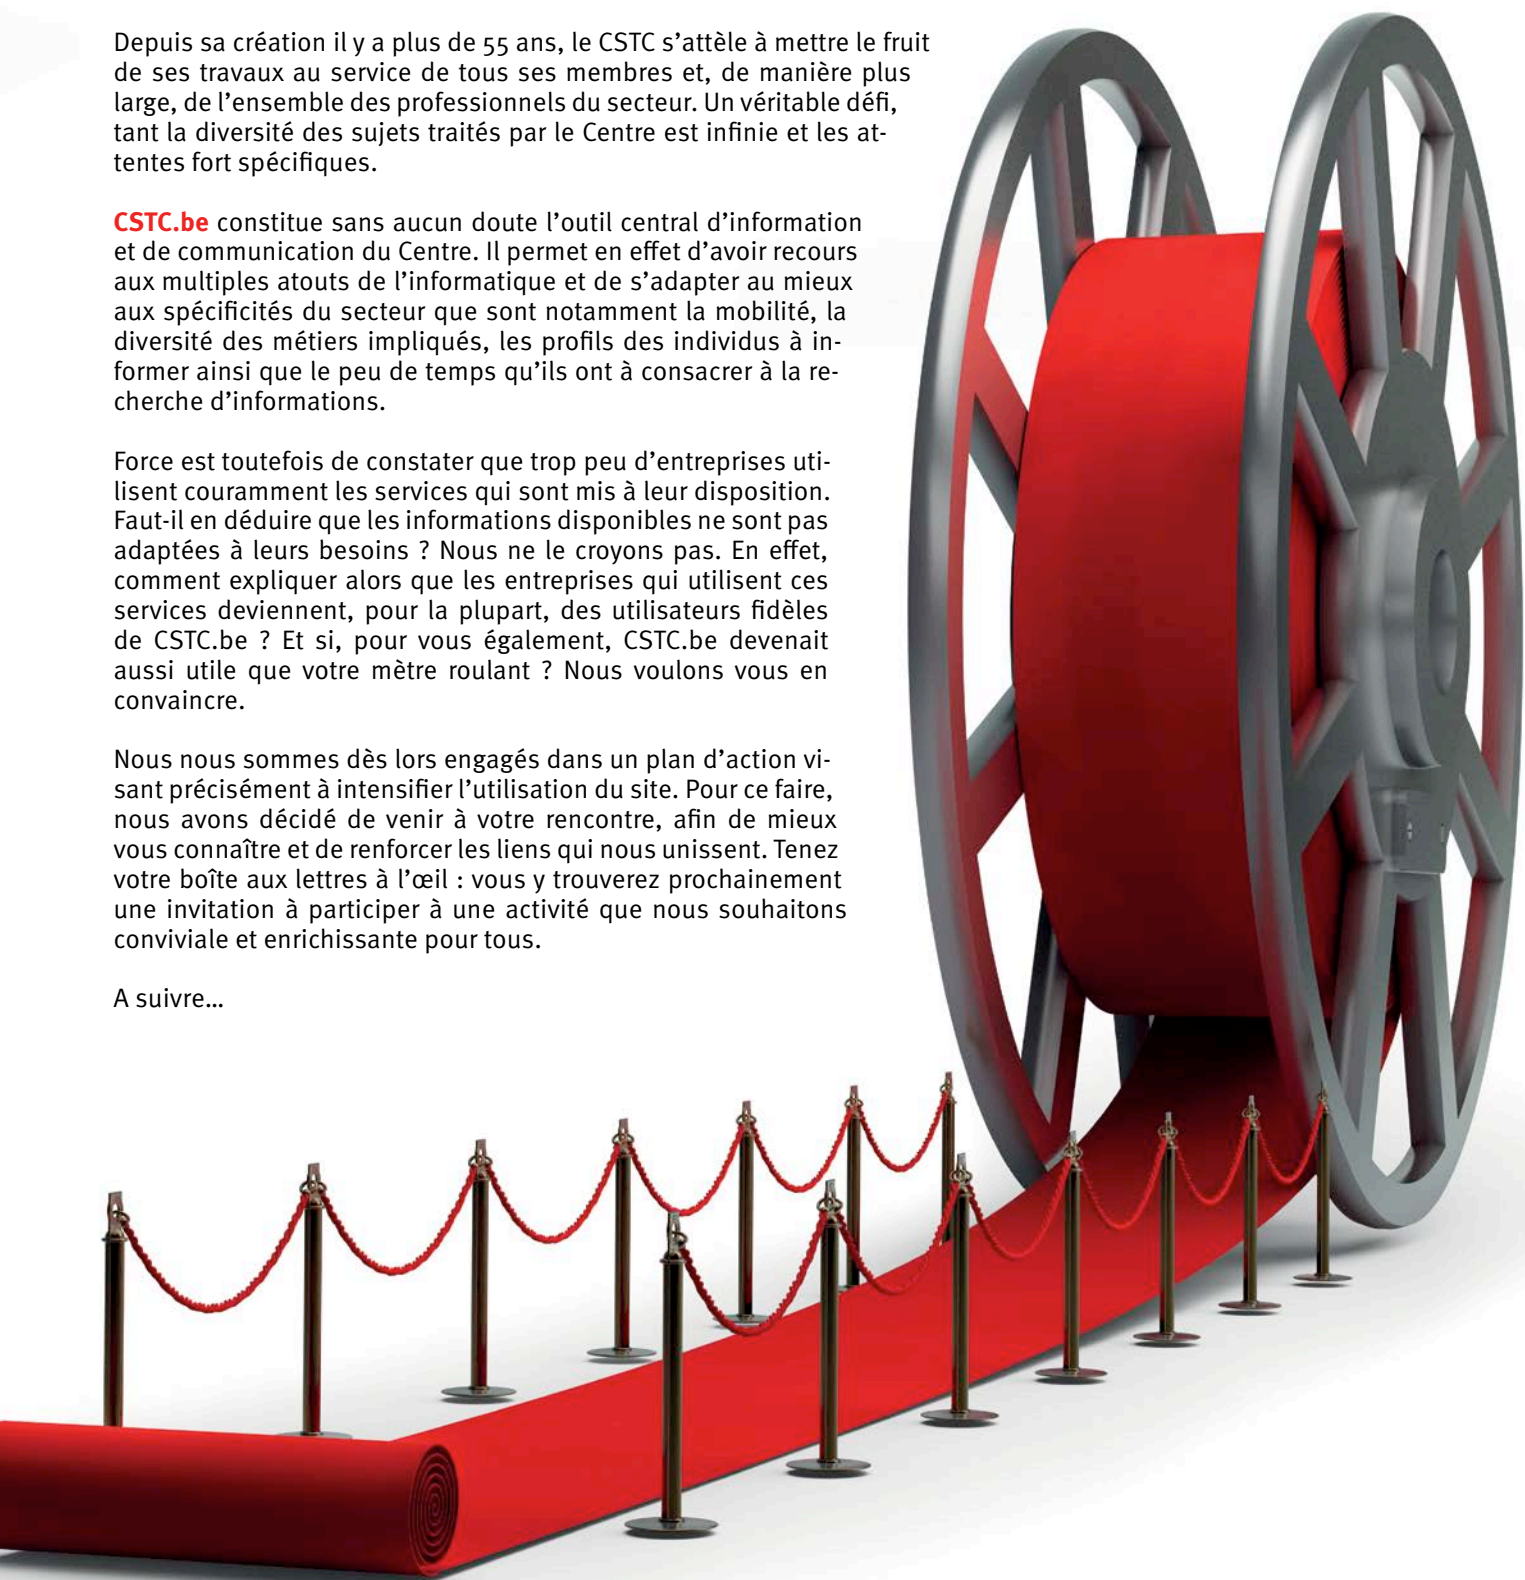 Depuis sa création il y a plus de 55 ans, le CSTC s'attèle à mettre le fruit
de ses travaux au service de tous ses membres et, de manière plus
large, de l'ensemble des professionnels du secteur. Un véritable défi,
tant la diversité des sujets traités par le Centre est infinie et les at-
tentes fort spécifiques.
CSTC.be constitue sans aucun doute l'outil central d'information
et de communication du Centre. Il permet en effet d'avoir recours
aux multiples atouts de l'informatique et de s'adapter au mieux
aux spécificités du secteur que sont notamment la mobilité, la
diversité des métiers impliqués, les profils des individus à in-
former ainsi que le peu de temps qu'ils ont à consacrer à la re-
cherche d'informations.
Force est toutefois de constater que trop peu d'entreprises uti-
lisent couramment les services qui sont mis à leur disposition.
Faut-il en déduire que les informations disponibles ne sont pas
adaptées à leurs besoins ? Nous ne le croyons pas. En effet,
comment expliquer alors que les entreprises qui utilisent ces
services deviennent, pour la plupart, des utilisateurs fidèles
de CSTC.be ? Et si, pour vous également, CSTC.be devenait
aussi utile que votre mètre roulant ? Nous voulons vous en
convaincre.
Nous nous sommes dès lors engagés dans un plan d'action vi-
sant précisément à intensifier l'utilisation du site. Pour ce faire,
nous avons décidé de venir à votre rencontre, afin de mieux
vous connaître et de renforcer les liens qui nous unissent. Tenez
votre boîte aux lettres à l'œil : vous y trouverez prochainement
une invitation à participer à une activité que nous souhaitons
conviviale et enrichissante pour tous.
A suivre…